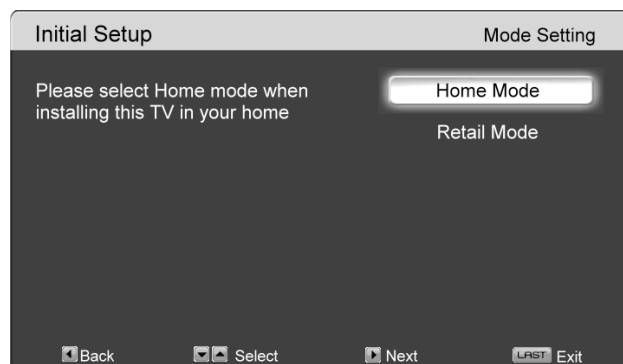 Initial Setup
Mode Setting
Please select Home mode when
installing this TV in your home
Home Mode
Retail Mode
Back Select Next LAST Exit